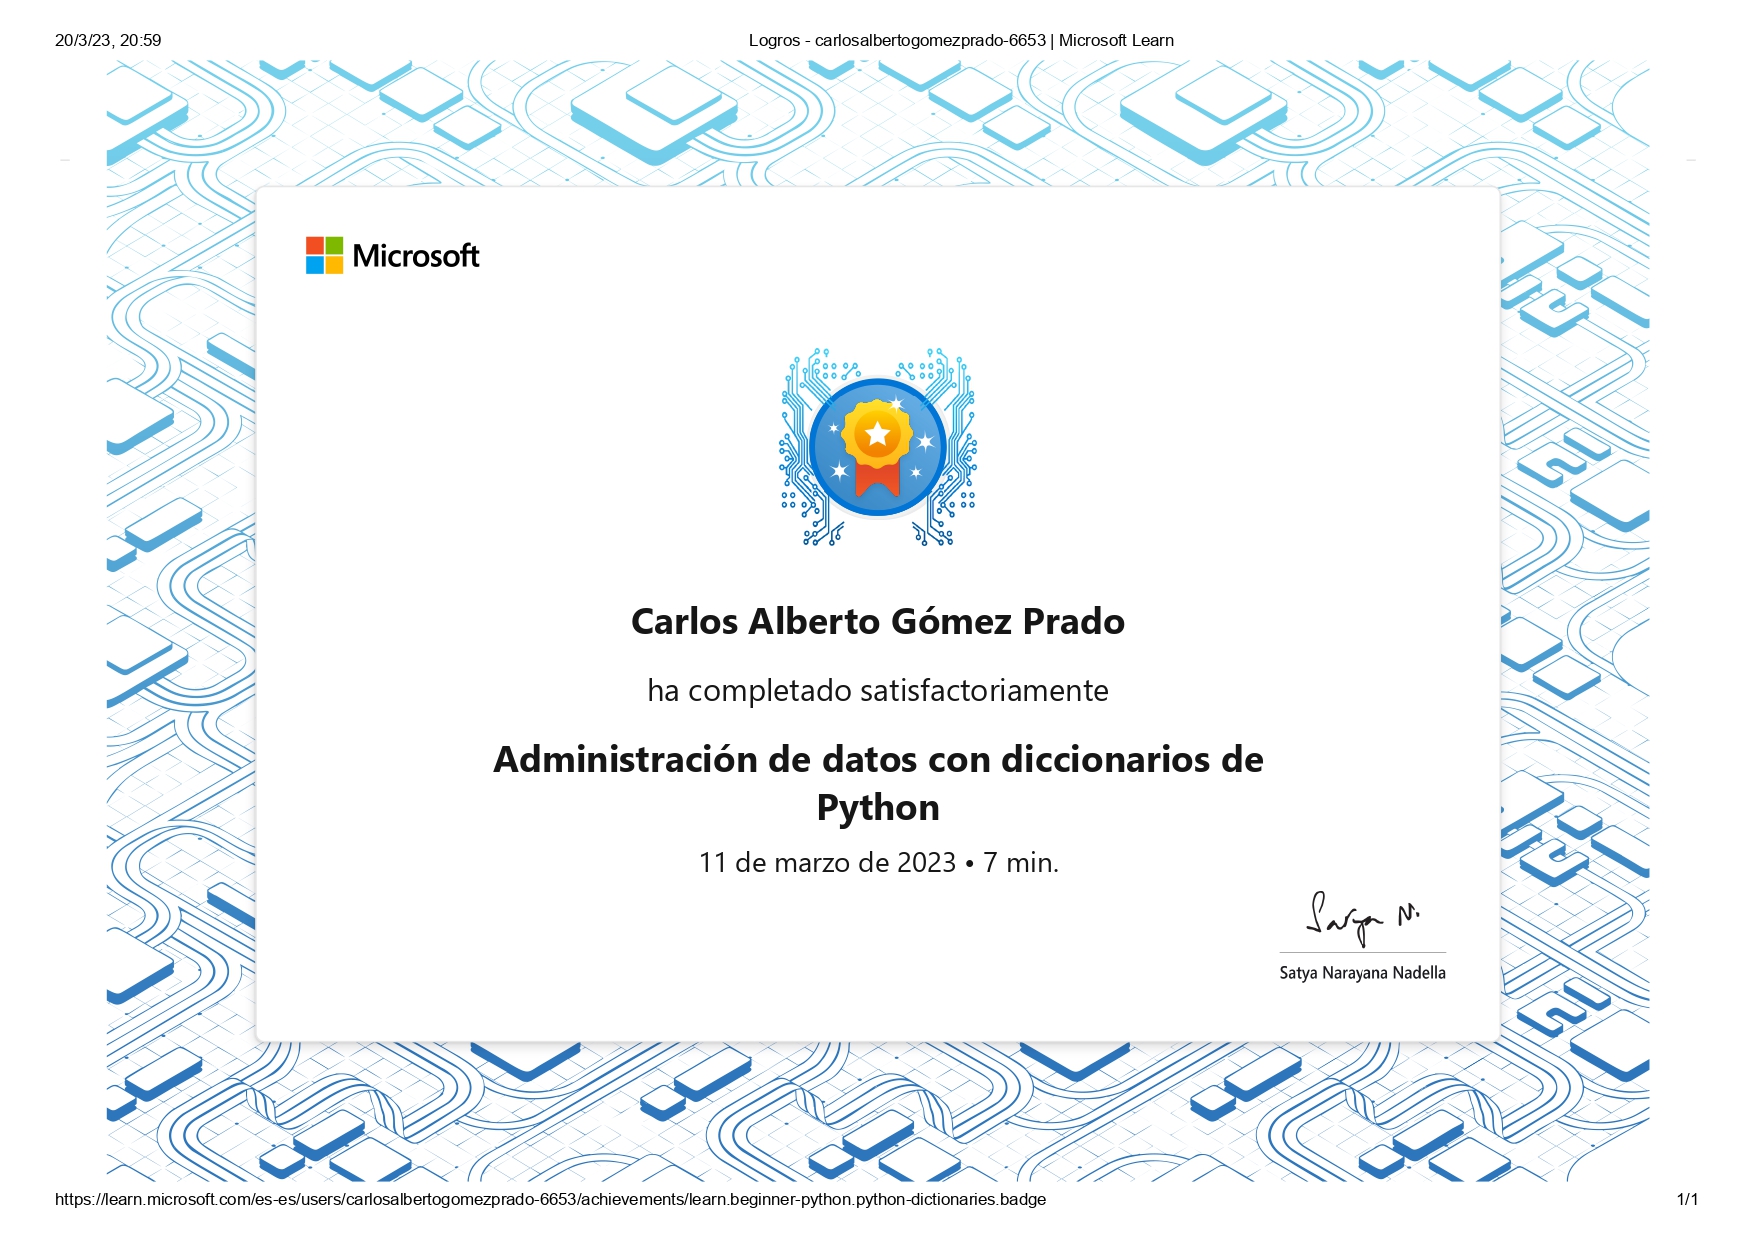 20/3/23, 20:59
Logros - carlosalbertogomezprado-6653 | Microsoft Learn
Microsoft
Carlos Alberto Gómez Prado
ha completado satisfactoriamente
Administración de datos con diccionarios de
Python
11 de marzo de 2023 • 7 min.
Satya N.
Satya Narayana Nadella
https://learn.microsoft.com/es-es/users/carlosalbertogomezprado-6653/achievements/learn.beginner-python.python-dictionaries.badge
1/1